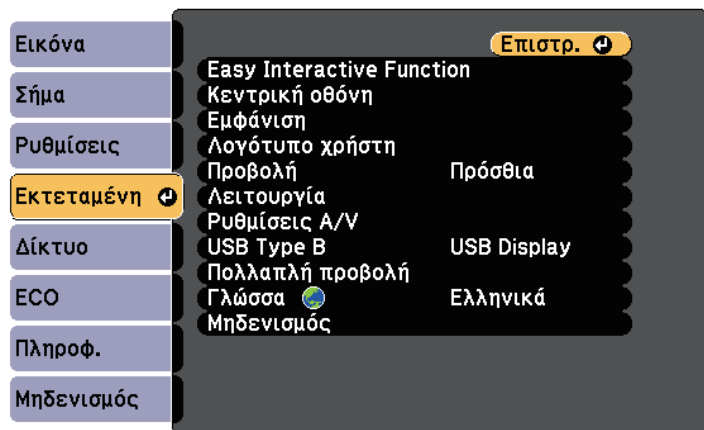 Εικόνα
Σήμα
Ρυθμίσεις
Εκτεταμένη
Δίκτυο
ECO
Πληροφ.
Μηδενισμός
Επιστρ.
Easy Interactive Function
Κεντρική οθόνη
Εμφάνιση
Λογότυπο χρήστη
Προβολή Πρόσθια
Λειτουργία
Ρυθμίσεις A/V
USB Type B USB Display
Πολλαπλή προβολή
Γλώσσα Ελληνικά
Μηδενισμός